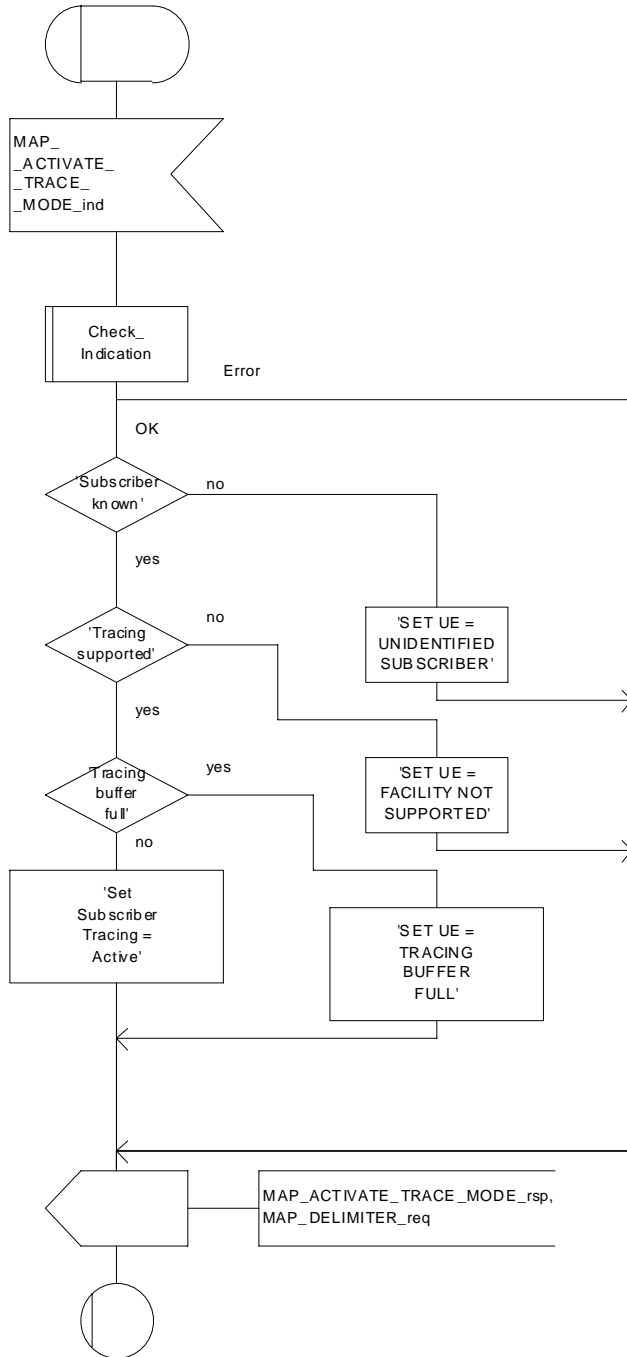 MAP_
_ACTIVATE_
_TRACE_
_MODE_ind
Check_
Indication
Error
OK
'Subscriber
known'
no
yes
'Tracing
supported'
no
'SET UE =
UNIDENTIFIED
SUBSCRIBER'
yes
'Tracing
buffer
full'
yes
'SET UE =
FACILITY NOT
SUPPORTED'
no
'Set
Subscriber
Tracing =
Active'
'SET UE =
TRACING
BUFFER
FULL'
MAP_ACTIVATE_TRACE_MODE_rsp,
MAP_DELIMITER_req